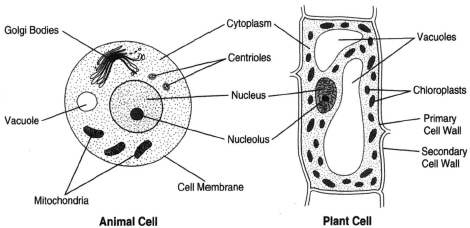 Golgi Bodies
Cytoplasm
Centrioles
Nucleus
Vacuole
Nucleolus
Mitochondria
Cell Membrane
Vacuoles
Chloroplasts
Primary
Cell Wall
Secondary
Cell Wall
Animal Cell
Plant Cell